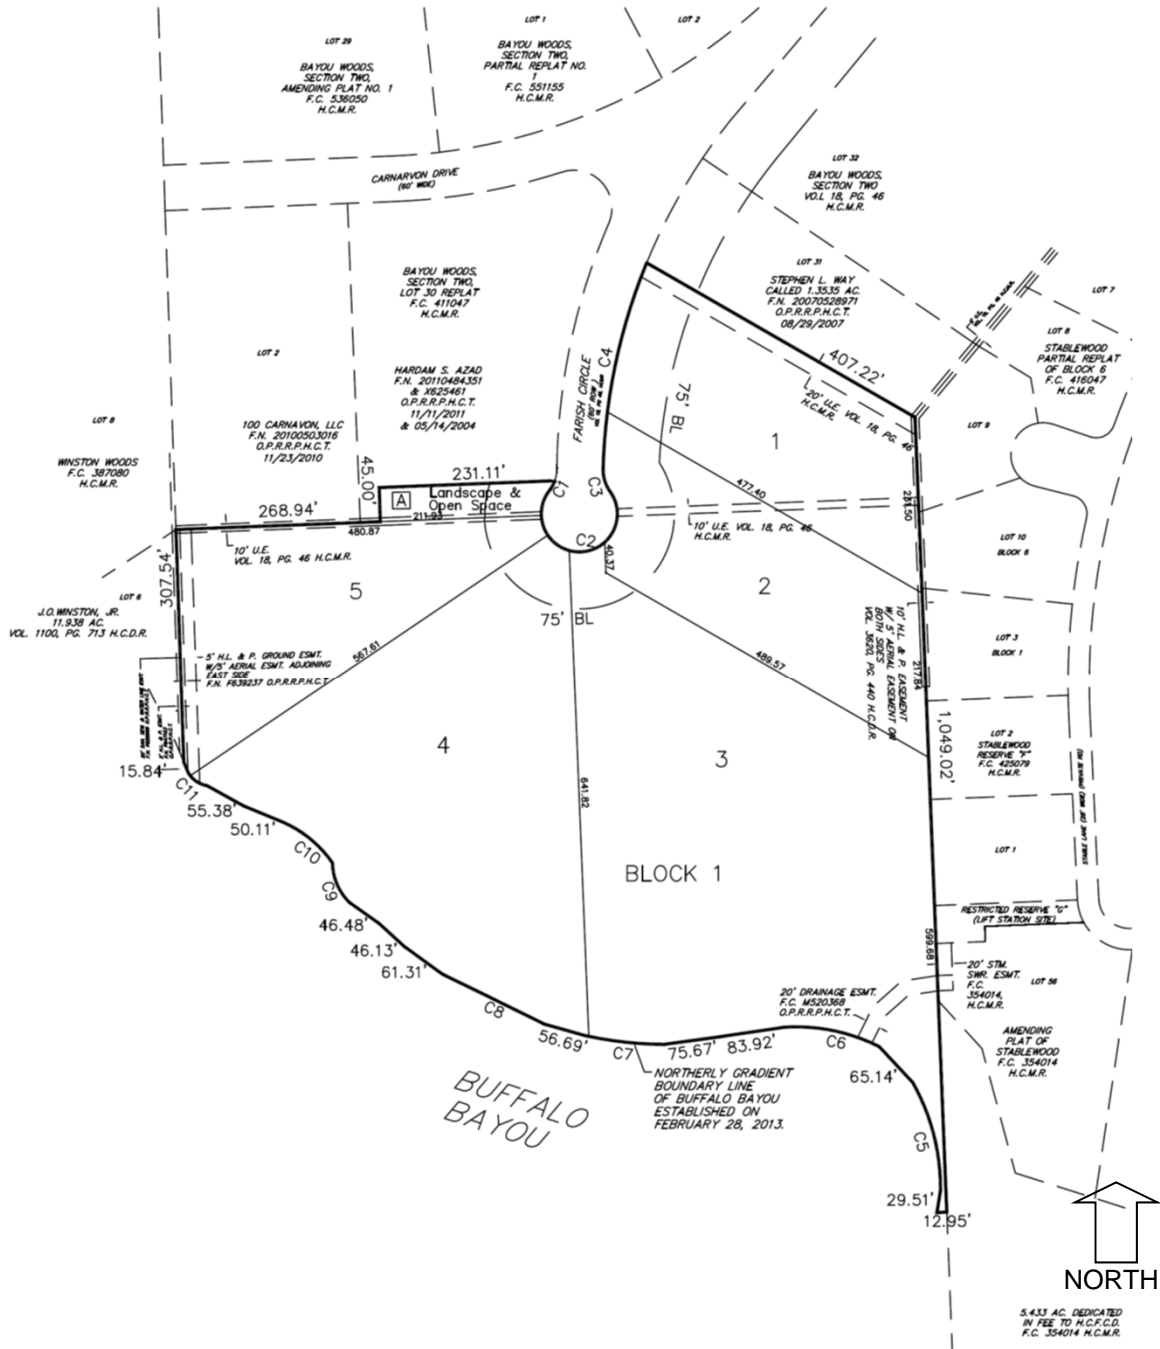 LOT 1
LOT 2
LOT 29
BAYOU WOODS,
SECTION TWO,
AMENDING PLAT NO. 1
F.C. 536050
H.C.M.R.
BAYOU WOODS,
SECTION TWO,
PARTIAL REPLAT NO.
1
F.C. 551155
H.C.M.R.
CARNARVON DRIVE
(60' WIDE)
LOT 32
BAYOU WOODS,
SECTION TWO
VO.L 18, PG. 46
H.C.M.R.
BAYOU WOODS,
SECTION TWO,
LOT 30 REPLAT
F.C. 411047
H.C.M.R.
LOT 31
STEPHEN L. WAY
CALLED 1.3535 AC.
F.N. 20070528971
O.P.R.R.P.H.C.T.
08/29/2007
LOT 7
LOT 8
STABLEWOOD
PARTIAL REPLAT
OF BLOCK 6
F.C. 416047
H.C.M.R.
LOT 2
HARDAM S. AZAD
F.N. 20110484351
& X625461
O.P.R.R.P.H.C.T.
11/11/2011
& 05/14/2004
FARISH CIRCLE
C4
75' BL
407.22'
20' U.E. VOL. 18, PG. 46
H.C.M.R.
LOT 8
100 CARNAVON, LLC
F.N. 20100503016
O.P.R.R.P.H.C.T.
11/23/2010
1
LOT 9
WINSTON WOODS
F.C. 387080
H.C.M.R.
45.00'
231.11'
A
Landscape &
Open Space
211.93
C1
C3
477.40
231.50
268.94'
480.87
10' U.E.
VOL. 18, PG. 46 H.C.M.R.
C2
40.37
10' U.E. VOL. 18, PG. 46
H.C.M.R.
LOT 10
BLOCK 6
307.54'
5
2
LOT 6
J.O.WINSTON, JR.
11.938 AC.
VOL. 1100, PG. 713 H.C.D.R.
75' BL
10' H.L. & P. EASEMENT
W/ 5' AERIAL EASEMENT ON
BOTH SIDES
VOL. 3620, PG. 440 H.C.D.R.
LOT 3
BLOCK 1
5' H.L. & P. GROUND ESMT.
W/5' AERIAL ESMT. ADJOINING
EAST SIDE
F.N. F639237 O.P.R.R.P.H.C.T.
567.61
489.57
217.84
1,049.02'
LOT 2
STABLEWOOD
RESERVE "F"
F.C. 425079
H.C.M.R.
4
3
15.84'
C11
55.38'
50.11'
641.82
C10
LOT 1
BLOCK 1
C9
46.48'
46.13'
61.31'
RESTRICTED RESERVE "G"
(LIFT STATION SITE)
599.68
20' STM.
SWR. ESMT.
F.C.
354014,
H.C.M.R.
LOT 56
C8
20' DRAINAGE ESMT.
F.C. M520368
O.P.R.R.P.H.C.T.
56.69'
C7
75.67'
83.92'
C6
65.14'
AMENDING
PLAT OF
STABLEWOOD
F.C. 354014
H.C.M.R.
BUFFALO
BAYOU
NORTHERLY GRADIENT
BOUNDARY LINE
OF BUFFALO BAYOU
ESTABLISHED ON
FEBRUARY 28, 2013.
C5
29.51'
12.95'
NORTH
5.433 AC. DEDICATED
IN FEE TO H.C.F.C.D.
F.C. 354014 H.C.M.R.